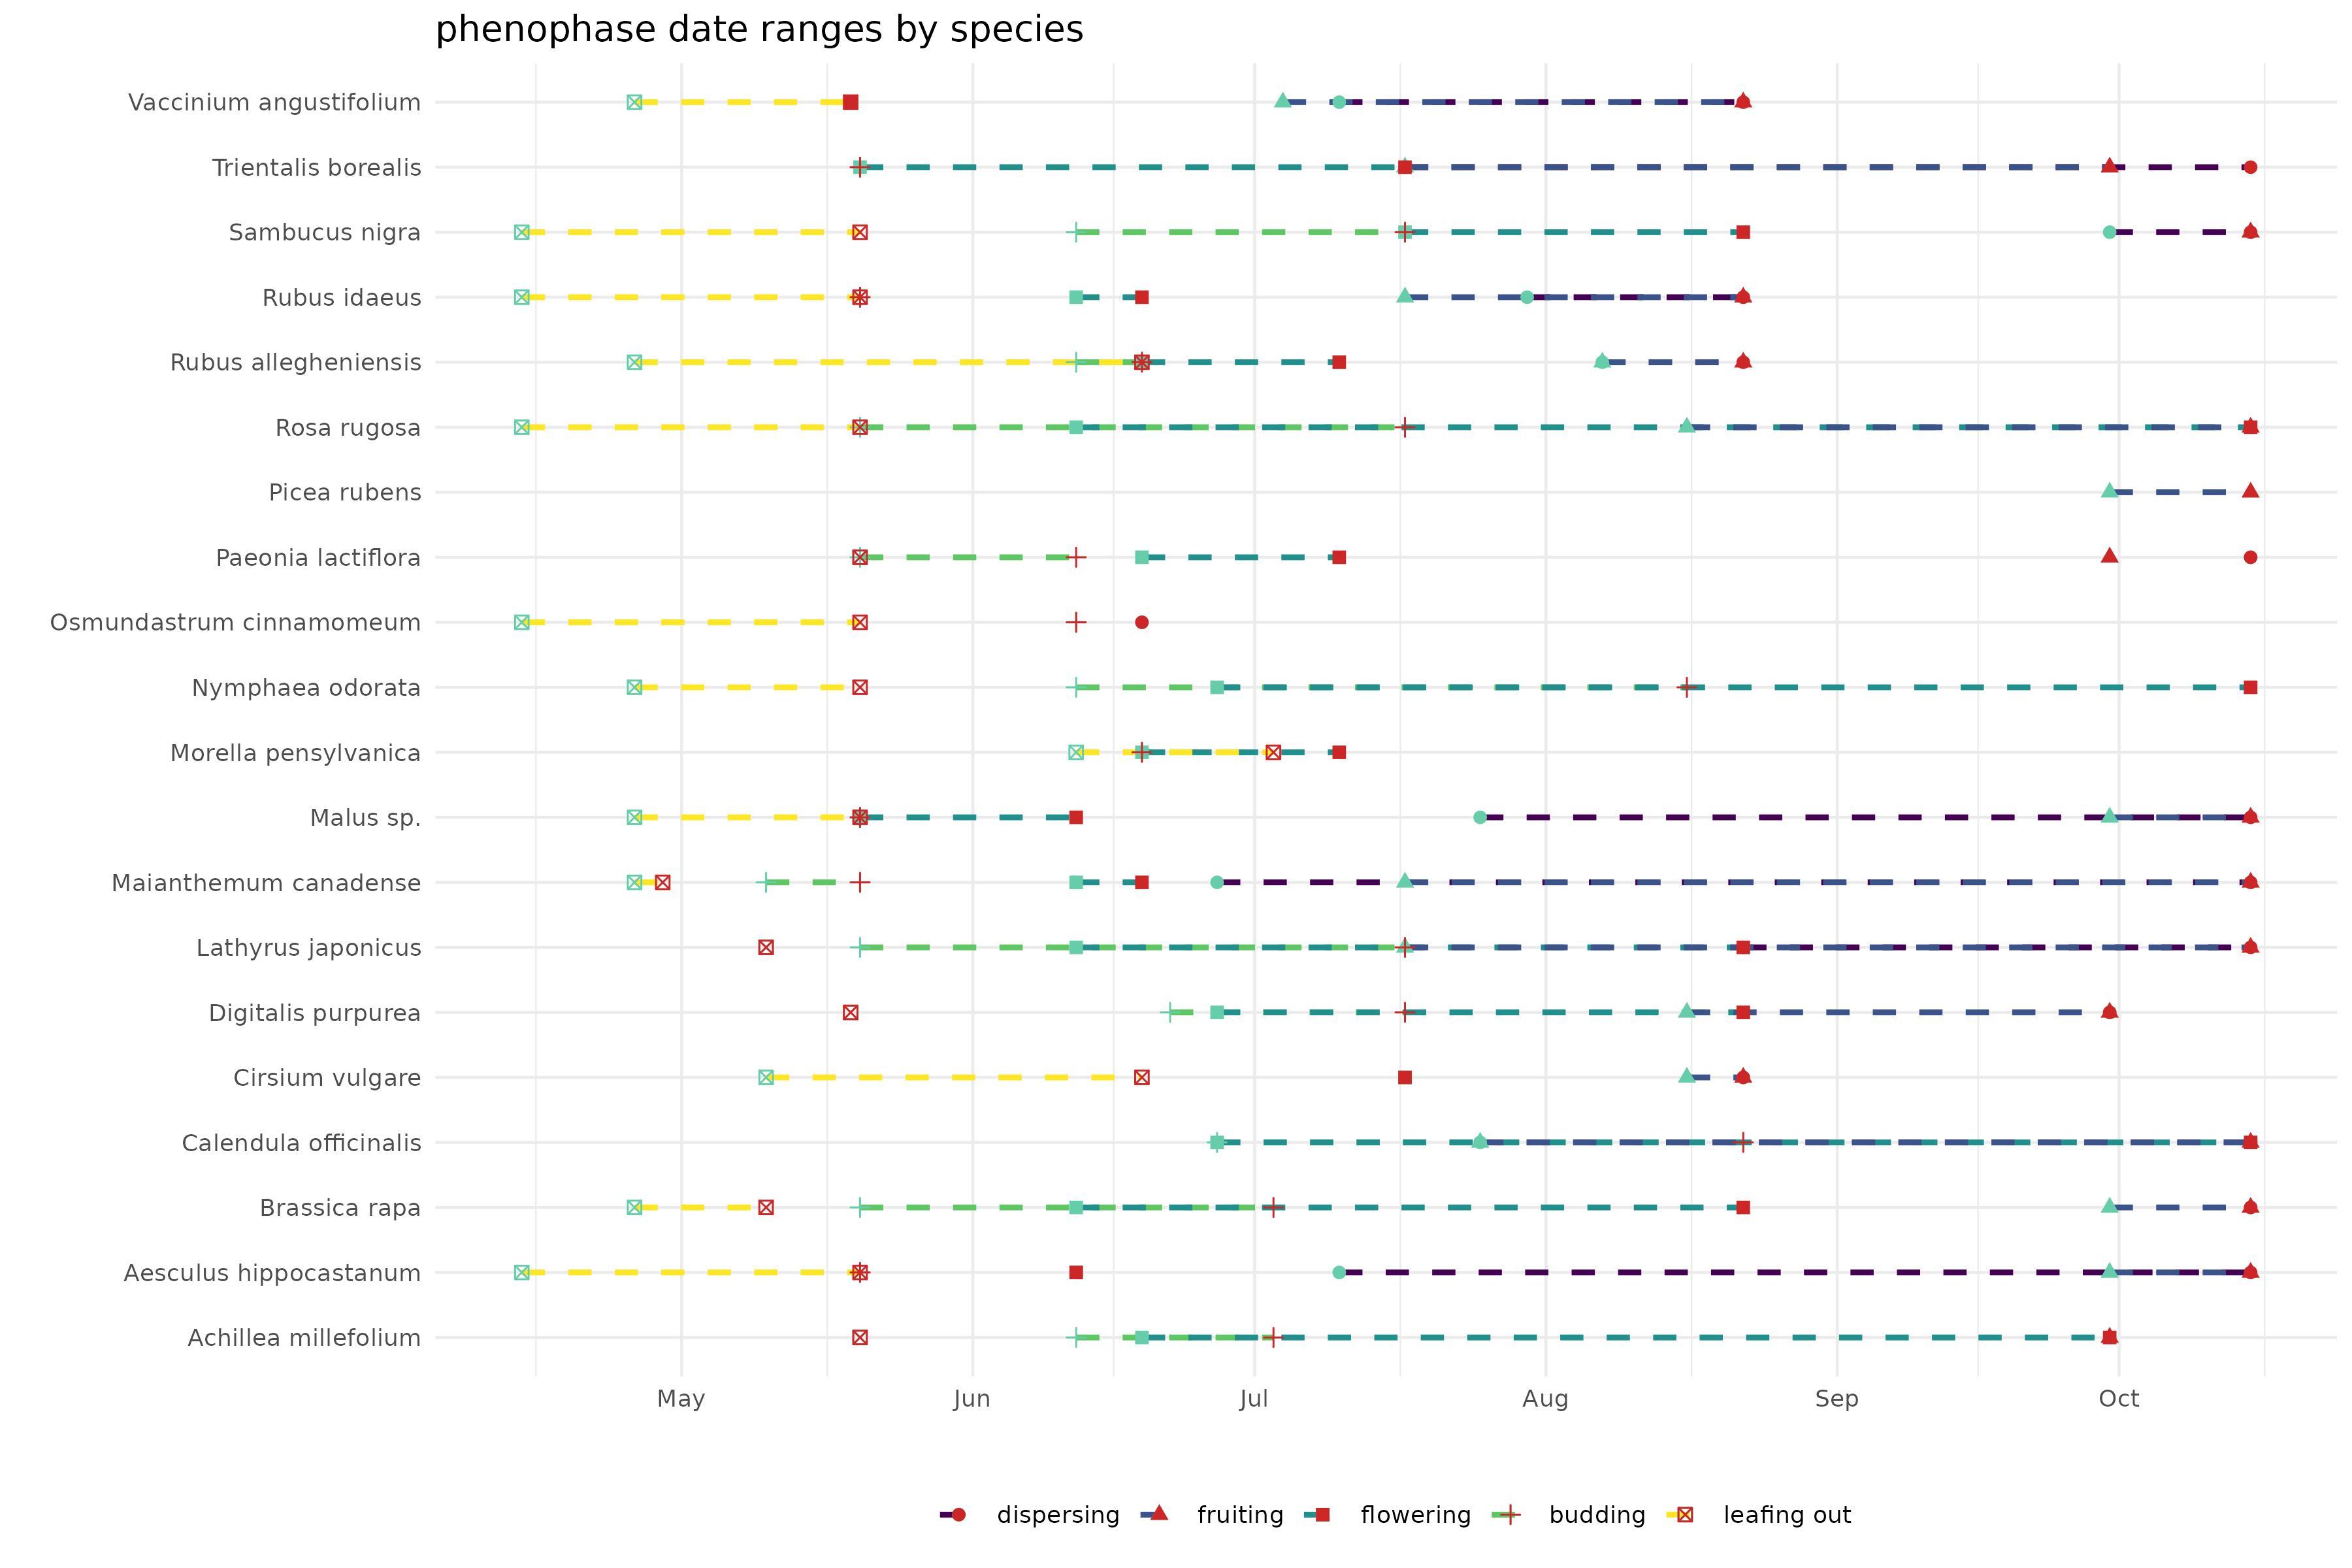 phenophase date ranges by species
Vaccinium angustifolium
Trientalis borealis
Sambucus nigra
Rubus idaeus
Rubus allegheniensis
Rosa rugosa
Picea rubens
Paeonia lactiflora
Osmundastrum cinnamomeum
Nymphaea odorata
Morella pensylvanica
Malus sp.
Maianthemum canadense
Lathyrus japonicus
Digitalis purpurea
Cirsium vulgare
Calendula officinalis
Brassica rapa
Aesculus hippocastanum
Achillea millefolium
May Jun Jul Aug Sep Oct
dispersing fruiting flowering budding leafing out